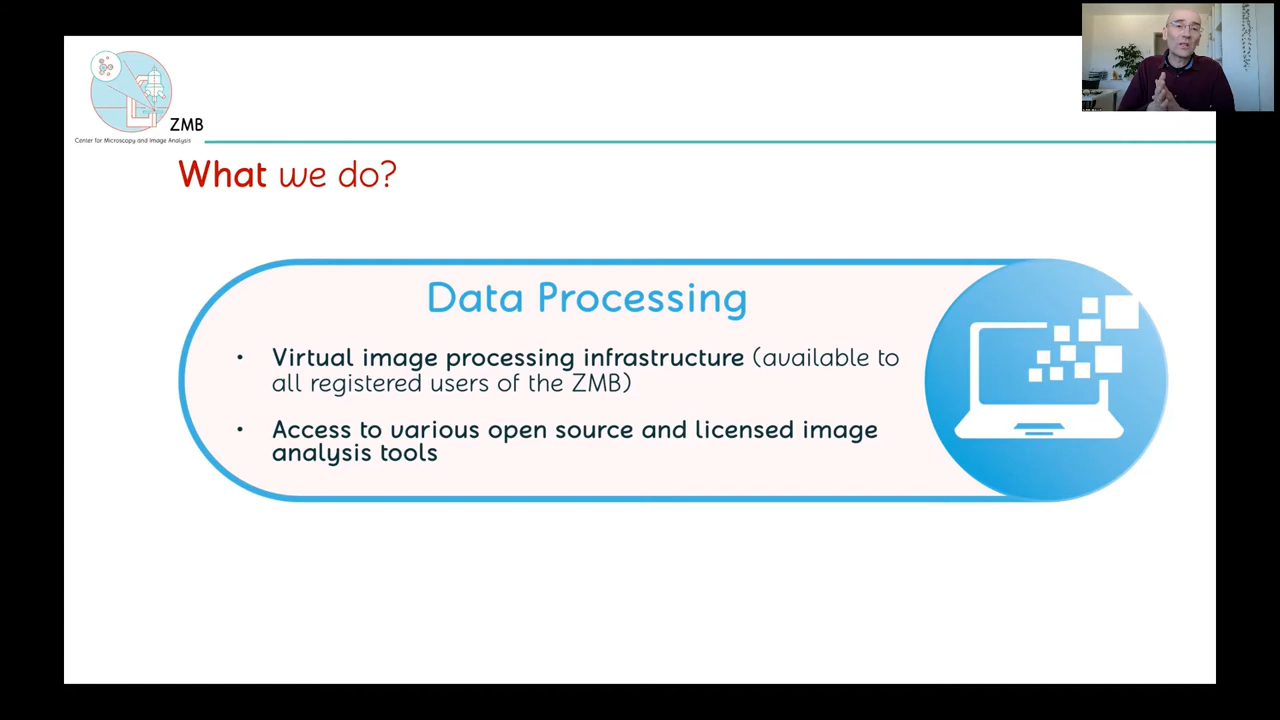 ZMB
Center for Microscopy and Image Analysis
What we do?
Data Processing
• Virtual image processing infrastructure (available to
all registered users of the ZMB)
• Access to various open source and licensed image
analysis tools